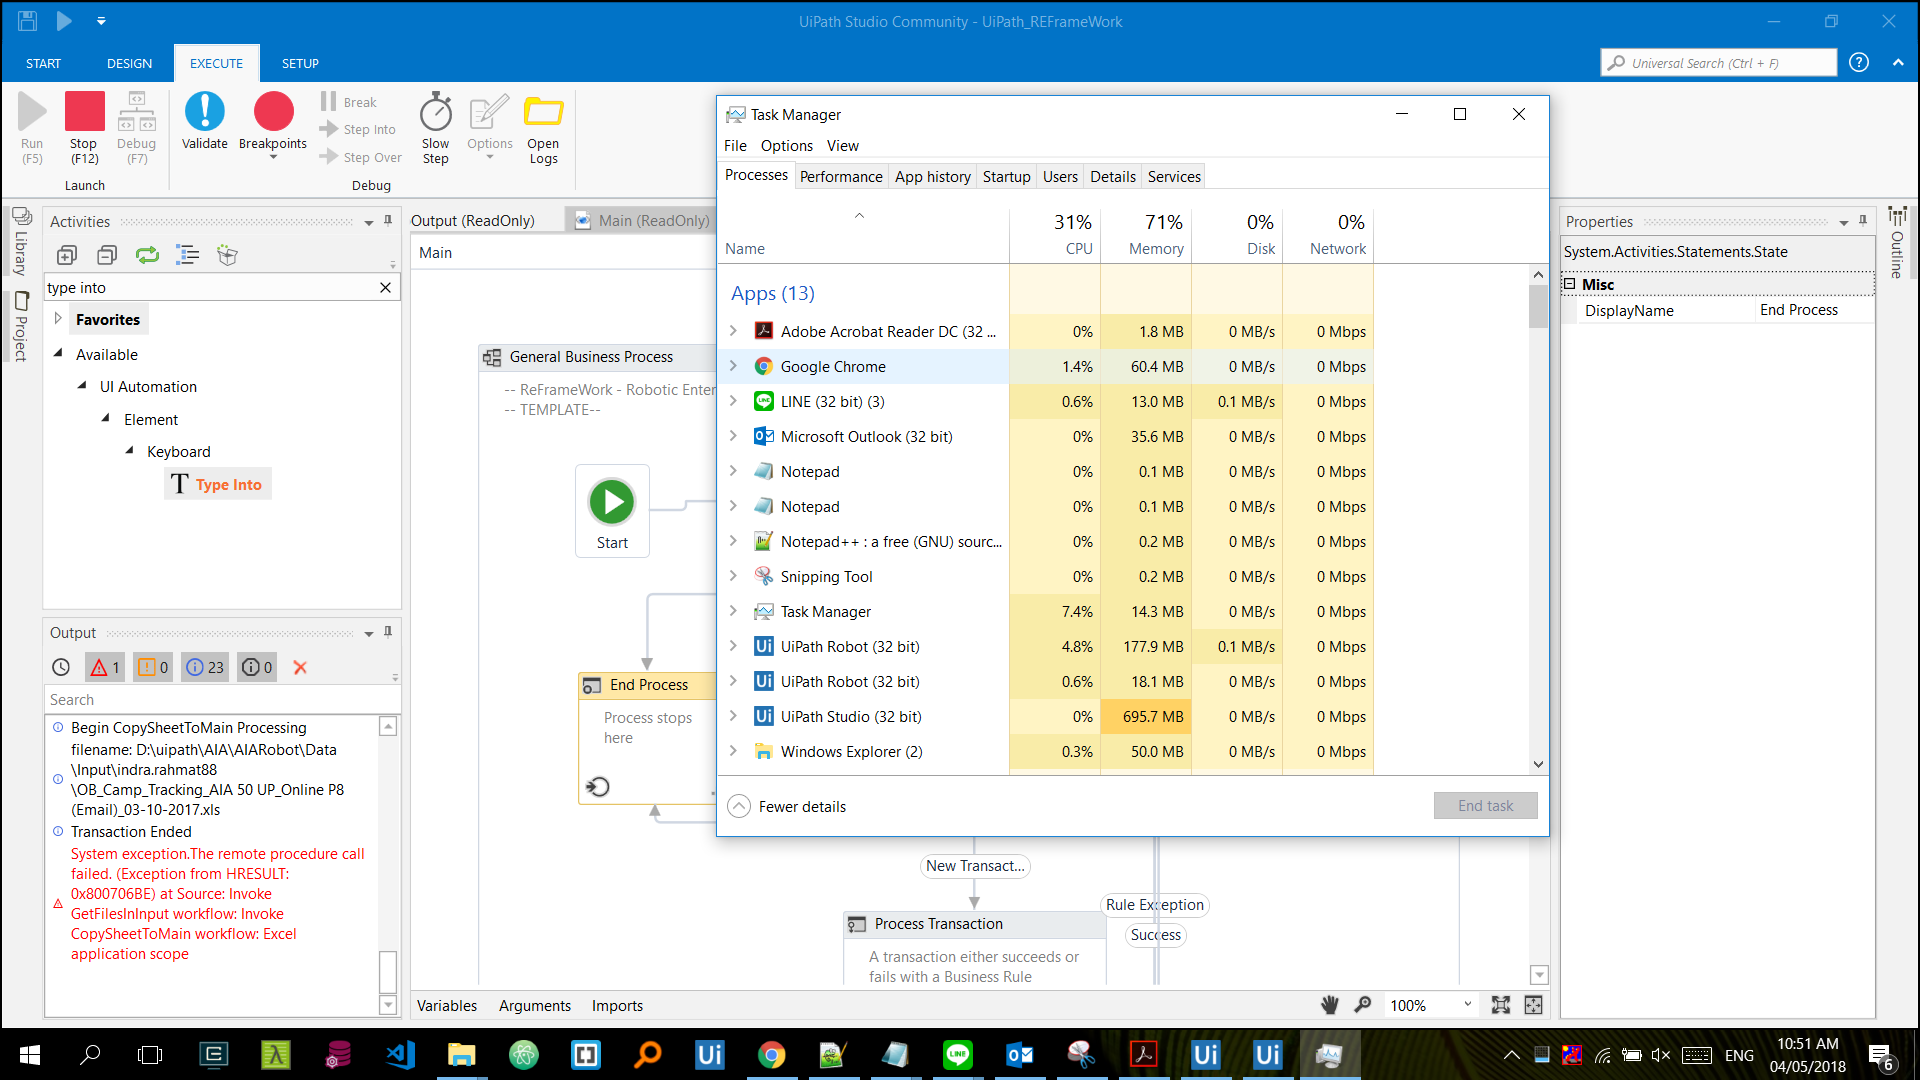 UiPath Studio Community - UiPath_REFrameWork
START
DESIGN
EXECUTE
SETUP
Universal Search (Ctrl + F)
Run
(F5)
Stop
(F12)
Debug
(F7)
Launch
Validate
Breakpoints
Break
Step Into
Step Over
Slow
Step
Options
Open
Logs
Debug
Library
Project
Activities
type into
Favorites
Available
UI Automation
Element
Keyboard
Type Into
Output
1
0
23
0
Search
Begin CopySheetToMain Processing
filename: D:\uipath\AIA\AIARobot\Data
\Input\indra.rahmat88
\OB_Camp_Tracking_AIA 50 UP_Online P8
(Email)_03-10-2017.xls
Transaction Ended
System exception.The remote procedure call
failed. (Exception from HRESULT:
0x800706BE) at Source: Invoke
GetFilesInInput workflow: Invoke
CopySheetToMain workflow: Excel
application scope
Output (ReadOnly)
Main (ReadOnly)
Main
General Business Process
-- ReFrameWork - Robotic Enter
-- TEMPLATE--
Start
End Process
Process stops
here
New Transact...
Rule Exception
Success
Process Transaction
A transaction either succeeds or
fails with a Business Rule
Variables
Arguments
Imports
100%
Task Manager
File
Options
View
Processes
Performance
App history
Startup
Users
Details
Services
31%
71%
0%
0%
Name
CPU
Memory
Disk
Network
Apps (13)
Adobe Acrobat Reader DC (32 ... 0% 1.8 MB 0 MB/s 0 Mbps
Google Chrome 1.4% 60.4 MB 0 MB/s 0 Mbps
LINE (32 bit) (3) 0.6% 13.0 MB 0.1 MB/s 0 Mbps
Microsoft Outlook (32 bit) 0% 35.6 MB 0 MB/s 0 Mbps
Notepad 0% 0.1 MB 0 MB/s 0 Mbps
Notepad 0% 0.1 MB 0 MB/s 0 Mbps
Notepad++ : a free (GNU) sourc... 0% 0.2 MB 0 MB/s 0 Mbps
Snipping Tool 0% 0.2 MB 0 MB/s 0 Mbps
Task Manager 7.4% 14.3 MB 0 MB/s 0 Mbps
UiPath Robot (32 bit) 4.8% 177.9 MB 0.1 MB/s 0 Mbps
UiPath Robot (32 bit) 0.6% 18.1 MB 0 MB/s 0 Mbps
UiPath Studio (32 bit) 0% 695.7 MB 0 MB/s 0 Mbps
Windows Explorer (2) 0.3% 50.0 MB 0 MB/s 0 Mbps
Fewer details
End task
Properties
System.Activities.Statements.State
Misc
DisplayName
End Process
Outline
ENG
10:51 AM
04/05/2018
6